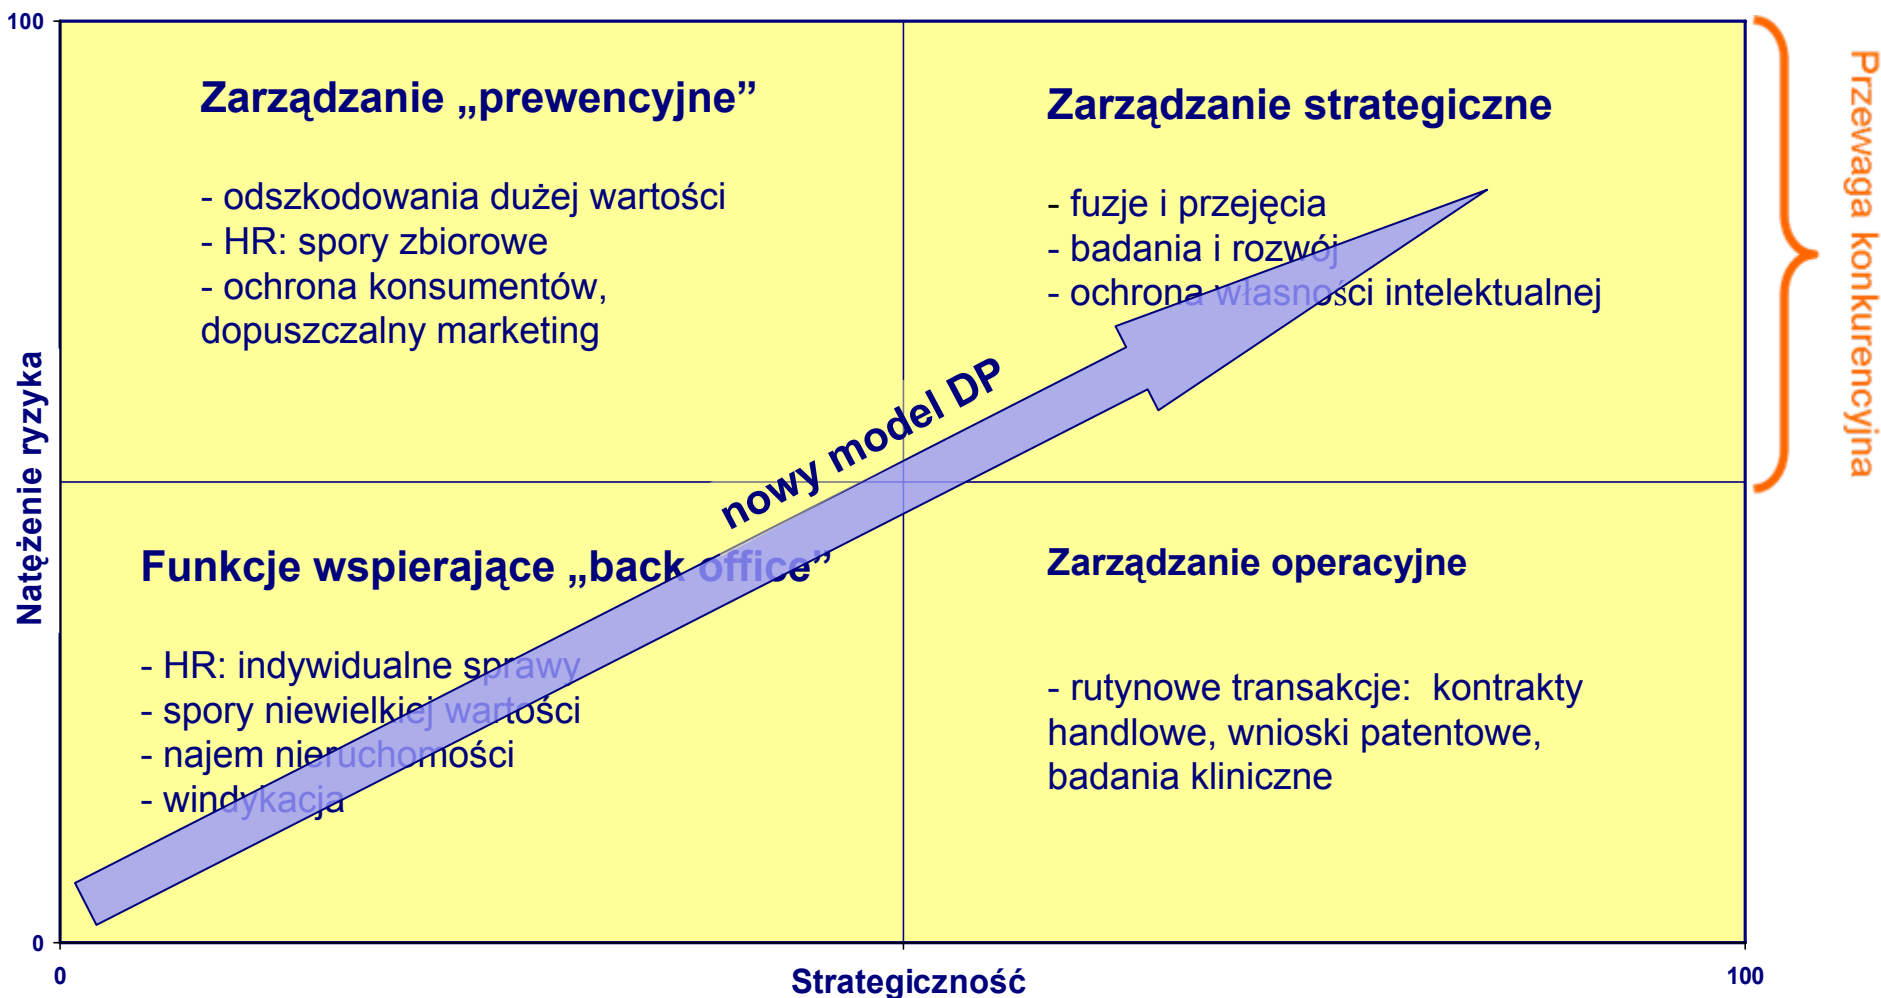 100
Zarządzanie „prewencyjne”
- odszkodowania dużej wartości
- HR: spory zbiorowe
- ochrona konsumentów,
dopuszczalny marketing
Zarządzanie strategiczne
- fuzje i przejęcia
- badania i rozwój
- ochrona własności intelektualnej
Przewaga konkurencyjna
Natężenie ryzyka
nowy model DP
Funkcje wspierające „back office”
- HR: indywidualne sprawy
- spory niewielkiej wartości
- najem nieruchomości
- windykacja
Zarządzanie operacyjne
- rutynowe transakcje:  kontrakty
handlowe, wnioski patentowe,
badania kliniczne
0
0
Strategiczność
100